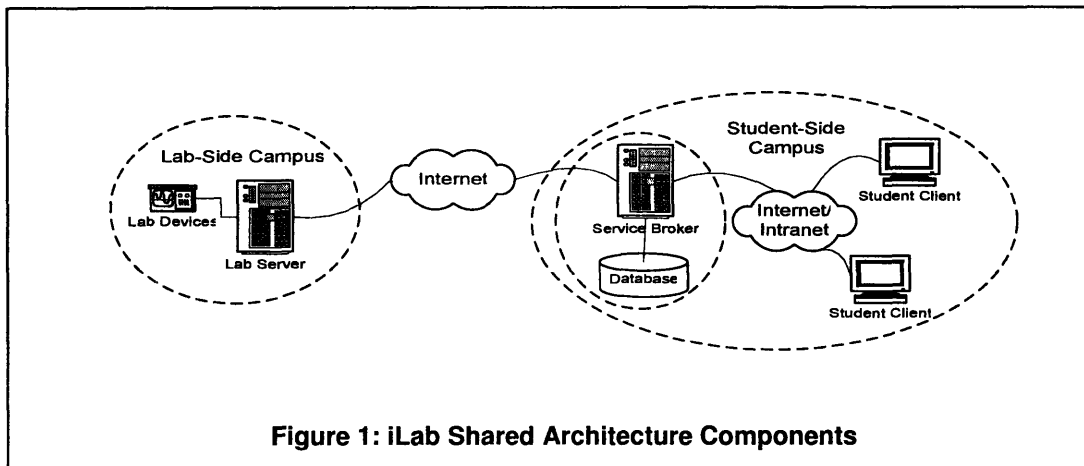 Lab-Side Campus
Lab Devices
Lab Server
Internet
Student-Side
Campus
Service Broker
Database
Internet/
Intranet
Student Client
Student Client
Figure 1: iLab Shared Architecture Components